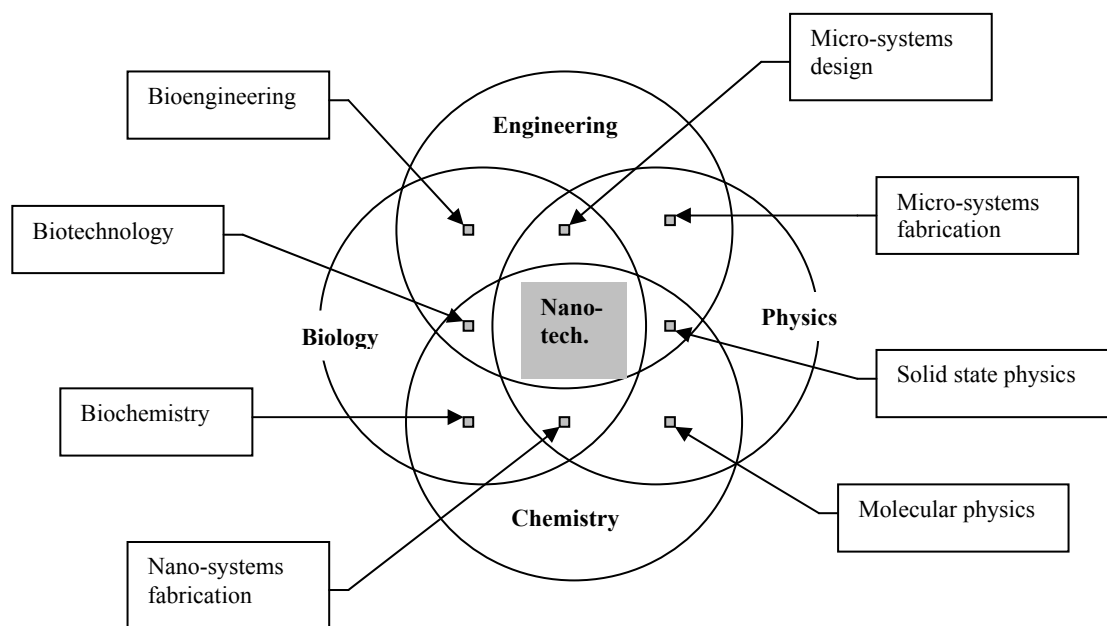 Micro-systems
design
Bioengineering
Engineering
Micro-systems
fabrication
Biotechnology
Nano-
tech.
Biology
Physics
Solid state physics
Biochemistry
Molecular physics
Chemistry
Nano-systems
fabrication